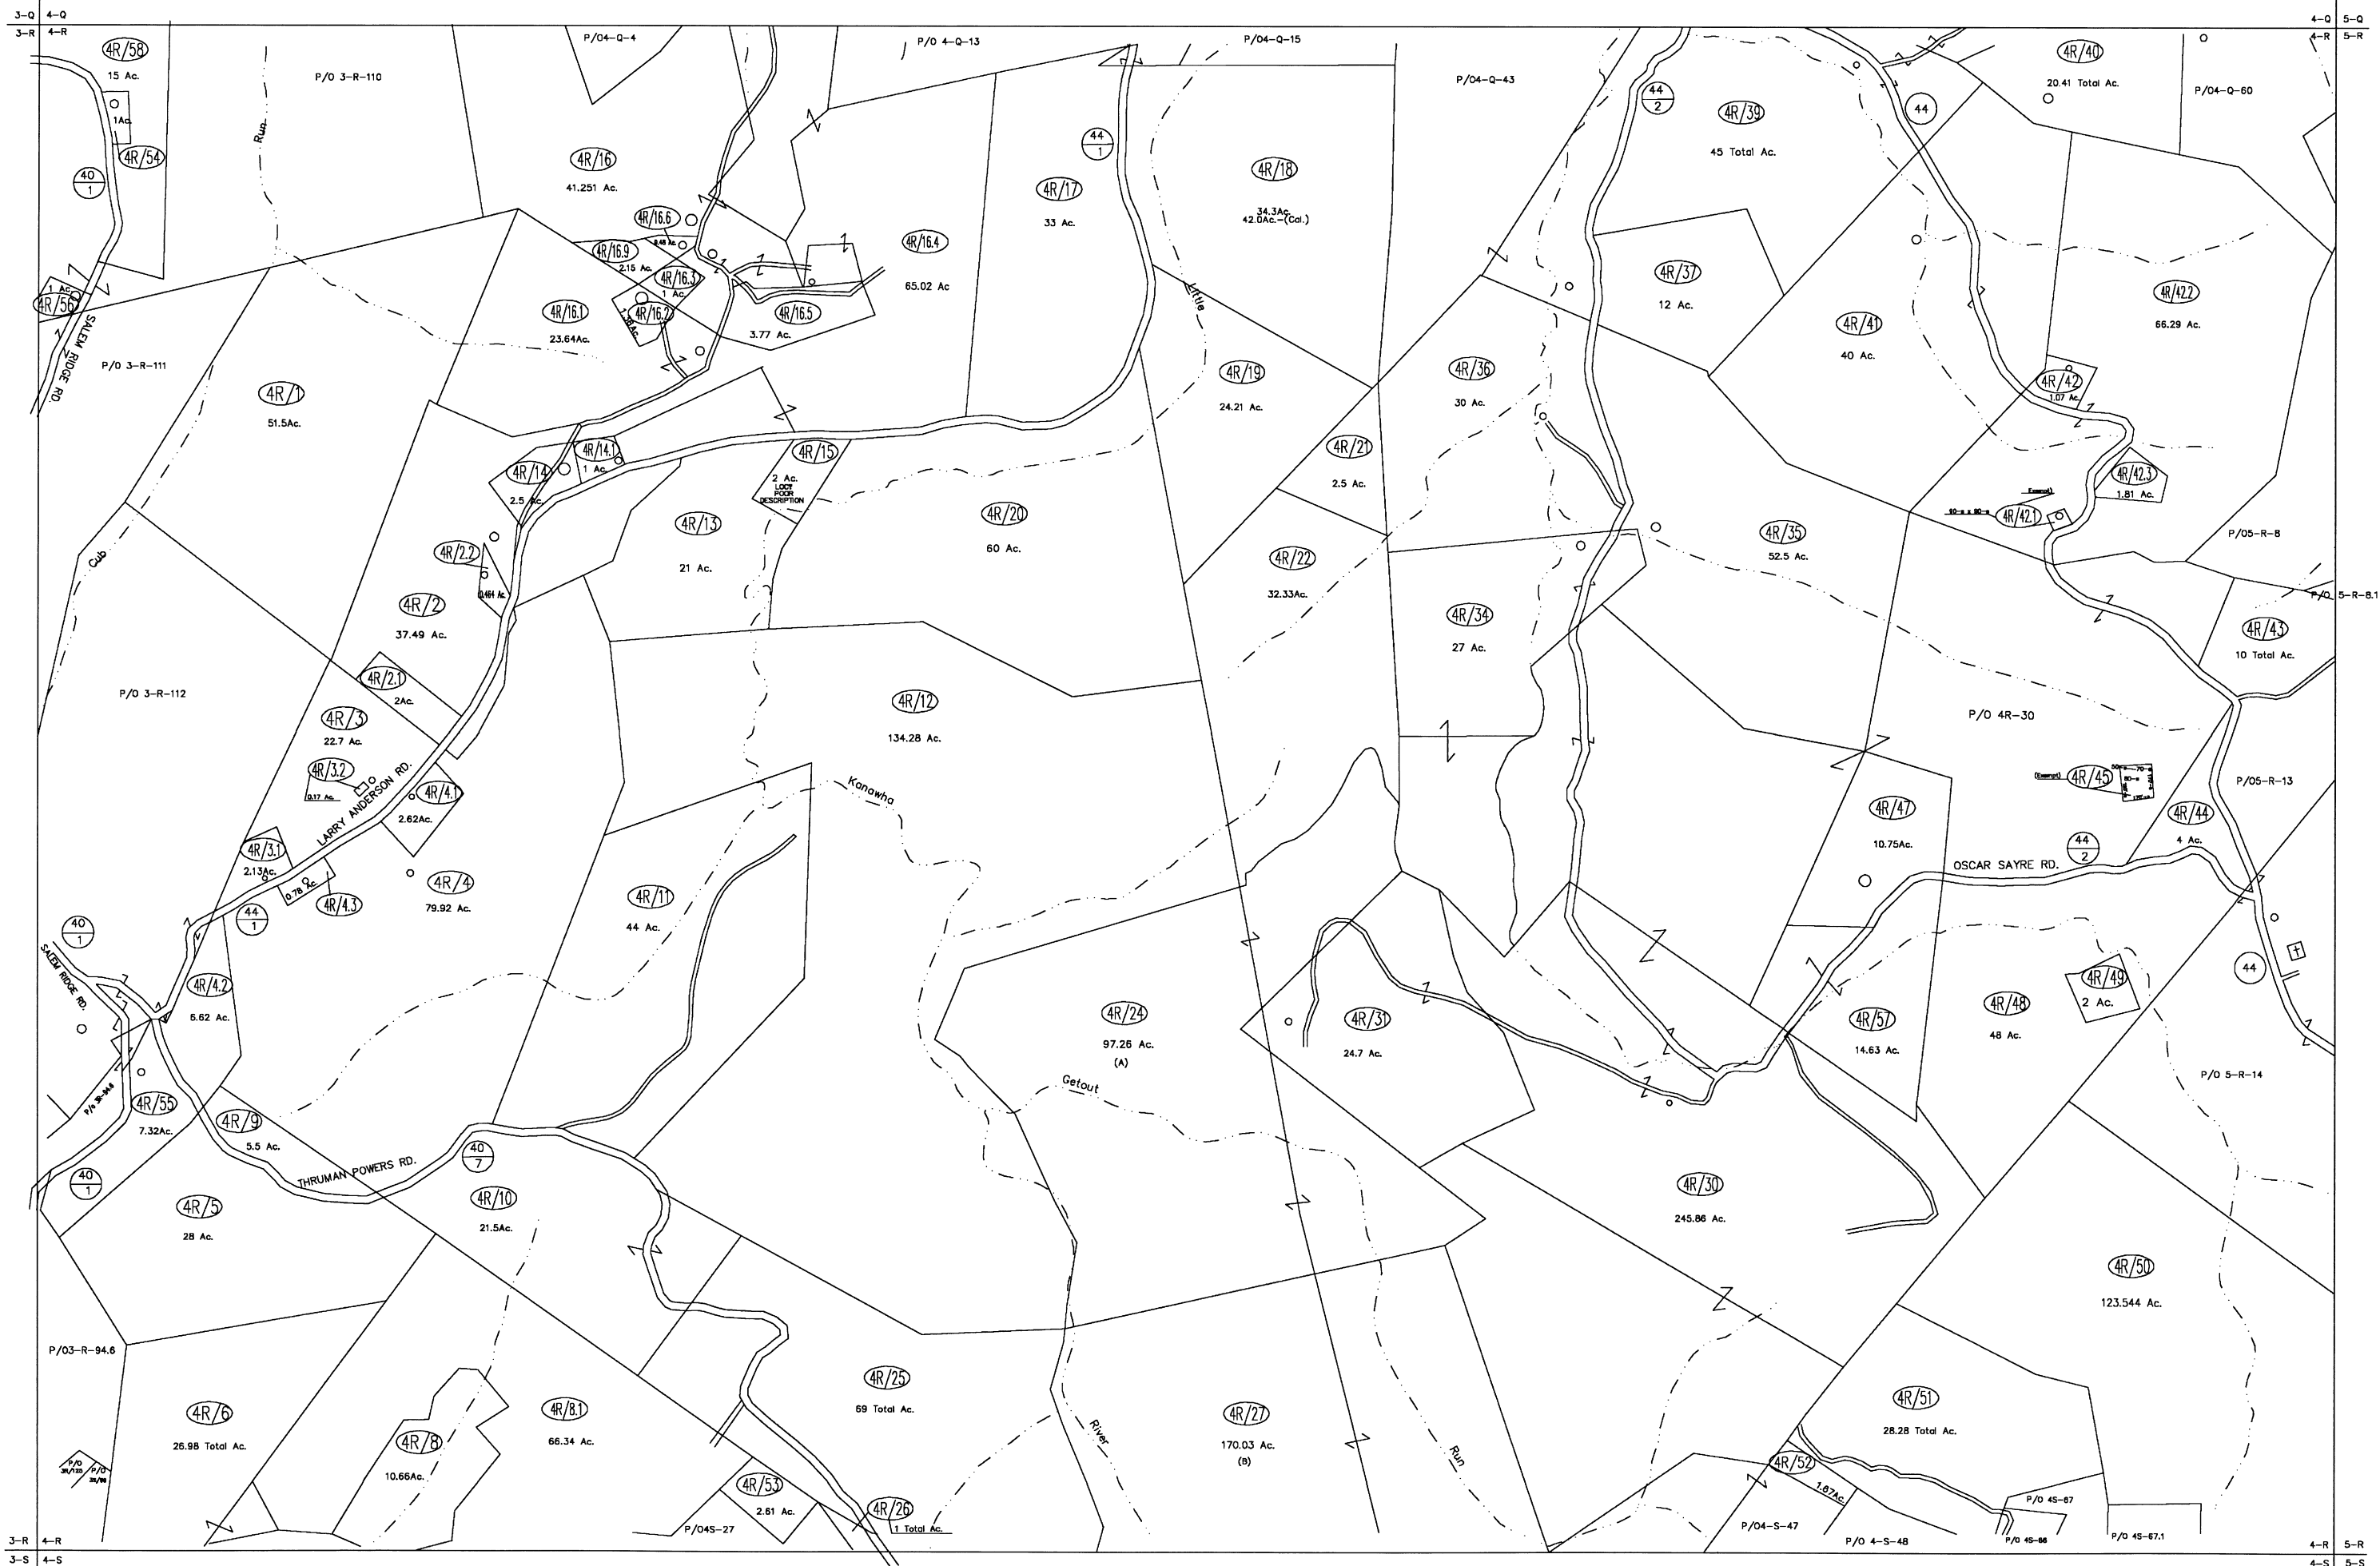 3-Q 4-Q
3-R 4-R
4-Q 5-Q
4-R 5-R
4R/58
15 Ac.
1Ac.
4R/54
40
1
P/O 3-R-110
Run
P/04-Q-4
P/O 4-Q-13
P/04-Q-15
P/04-Q-43
44
2
44
4R/40
20.41 Total Ac.
P/04-Q-60
4R/39
45 Total Ac.
4R/16
41.251 Ac.
44
1
4R/17
33 Ac.
4R/18
34.3Ac.
42.0Ac.-(Cal.)
4R/16.6
4R/16.9
2.15 Ac.
4R/16.3
1 Ac.
4R/16.4
65.02 Ac
4R/37
12 Ac.
4R/42.2
66.29 Ac.
1 Ac.
4R/56
SALEM RIDGE RD.
4R/16.1
23.64Ac.
4R/16.2
4R/16.5
3.77 Ac.
Little
4R/41
40 Ac.
P/O 3-R-111
4R/1
51.5Ac.
4R/19
24.21 Ac.
4R/36
30 Ac.
4R/42
1.07 Ac.
4R/14
2.5 Ac.
4R/14.1
1 Ac.
4R/15
2 Ac.
LOCT
POOR
DESCRIPTION
4R/21
2.5 Ac.
4R/42.3
1.81 Ac.
4R/42.1
4R/13
21 Ac.
4R/20
60 Ac.
4R/35
52.5 Ac.
P/05-R-8
Cub
4R/2.2
0.464 Ac.
4R/22
32.33Ac.
P/O 5-R-8.1
4R/2
37.49 Ac.
4R/34
27 Ac.
4R/43
10 Total Ac.
P/O 3-R-112
4R/2.1
2Ac.
4R/3
22.7 Ac.
4R/12
134.28 Ac.
P/O 4R-30
4R/3.2
0.17 Ac.
LARRY ANDERSON RD.
4R/4.1
2.62Ac.
Kanawha
(Exempt)
4R/45
P/05-R-13
4R/47
10.75Ac.
4R/44
4 Ac.
4R/3.1
2.13Ac.
0.78 Ac.
4R/4.3
44
1
4R/4
79.92 Ac.
4R/11
44 Ac.
OSCAR SAYRE RD.
44
2
40
1
SALEM RIDGE RD.
44
4R/4.2
6.62 Ac.
4R/24
97.26 Ac.
(A)
4R/31
24.7 Ac.
4R/57
14.63 Ac.
4R/48
48 Ac.
4R/49
2 Ac.
4R/55
7.32Ac.
4R/9
5.5 Ac.
Getout
P/O 5-R-14
40
1
THRUMAN POWERS RD.
40
7
4R/10
21.5Ac.
4R/5
28 Ac.
4R/30
245.86 Ac.
4R/50
123.544 Ac.
P/03-R-94.6
4R/6
26.98 Total Ac.
4R/8
10.66Ac.
4R/8.1
66.34 Ac.
4R/25
69 Total Ac.
River
4R/27
170.03 Ac.
(B)
Run
4R/51
28.28 Total Ac.
4R/52
1.87Ac.
4R/53
2.61 Ac.
4R/26
1 Total Ac.
P/04S-27
P/04-S-47
P/O 4-S-48
P/O 4S-67
P/O 4S-66
P/O 4S-67.1
3-R 4-R
3-S 4-S
4-R 5-R
4-S 5-S